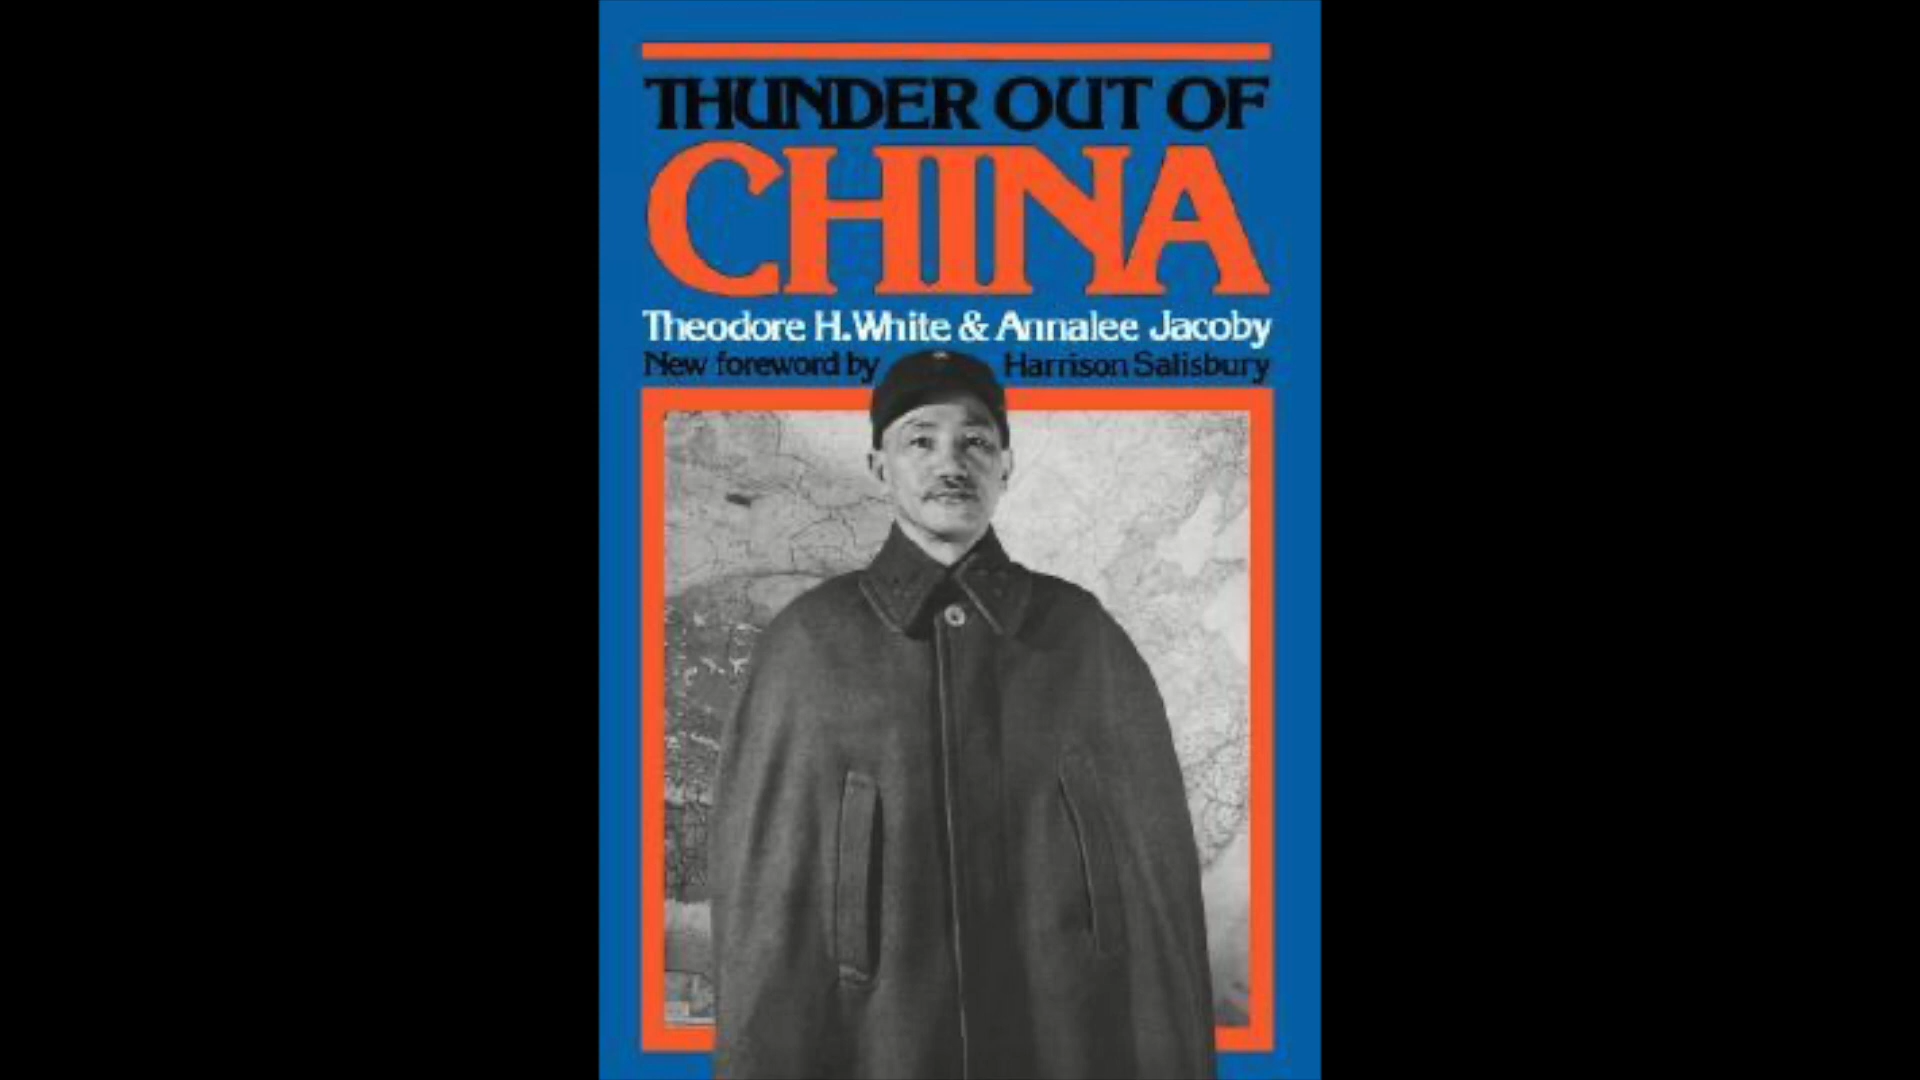 THUNDER OUT OF
CHINA
Theodore H. White & Annalee Jacoby
New foreword by Harrison Salisbury